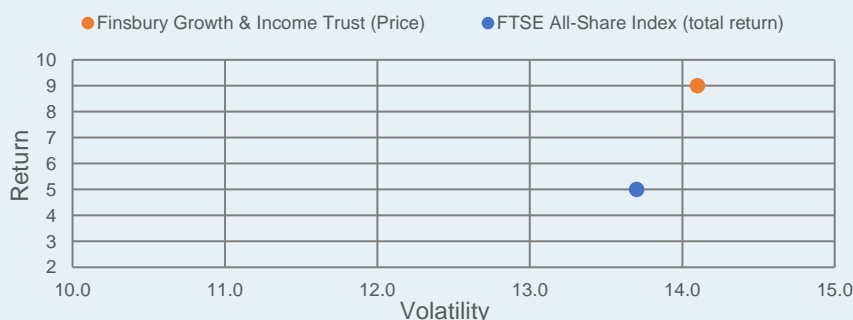 Finsbury Growth & Income Trust (Price) FTSE All-Share Index (total return)
10
9
8
7
6
5
4
3
2
Return
10.0 11.0 12.0 13.0 14.0 15.0
Volatility